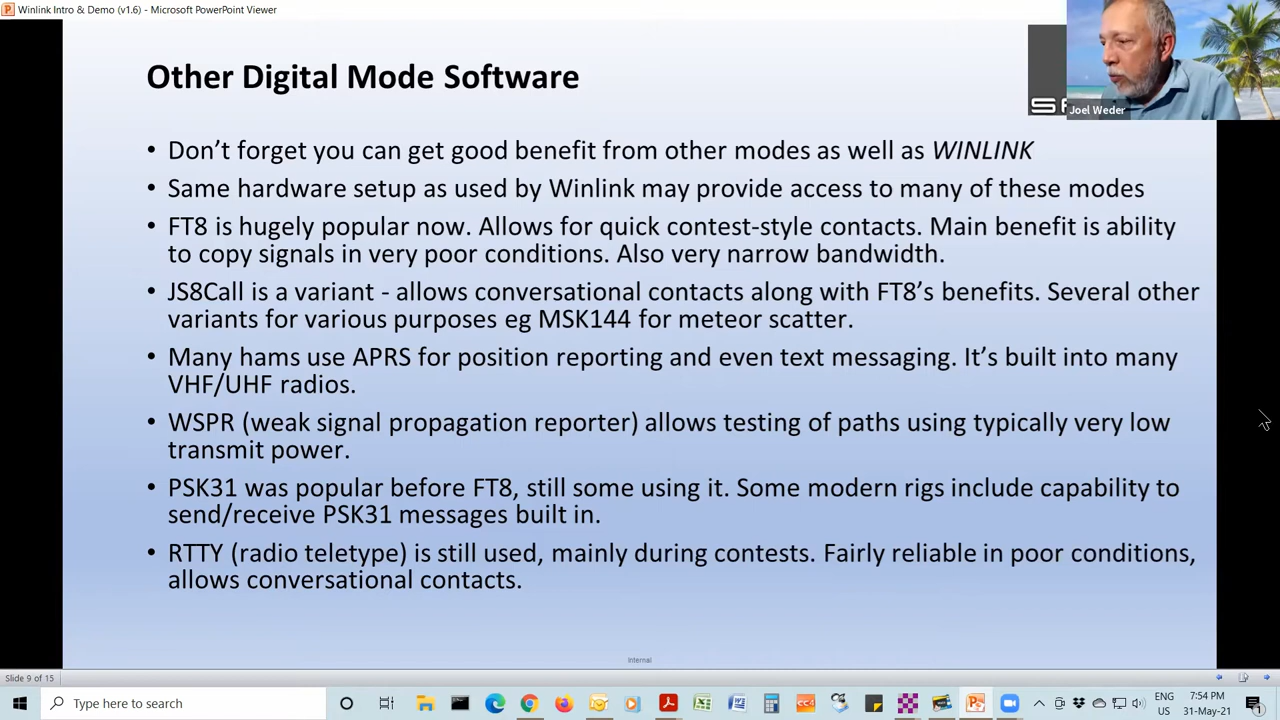 Winlink Intro & Demo (v1.6) - Microsoft PowerPoint Viewer
Other Digital Mode Software
Joel Weder
• Don’t forget you can get good benefit from other modes as well as WINLINK
• Same hardware setup as used by Winlink may provide access to many of these modes
• FT8 is hugely popular now. Allows for quick contest-style contacts. Main benefit is ability
to copy signals in very poor conditions. Also very narrow bandwidth.
• JS8Call is a variant - allows conversational contacts along with FT8’s benefits. Several other
variants for various purposes eg MSK144 for meteor scatter.
• Many hams use APRS for position reporting and even text messaging. It’s built into many
VHF/UHF radios.
• WSPR (weak signal propagation reporter) allows testing of paths using typically very low
transmit power.
• PSK31 was popular before FT8, still some using it. Some modern rigs include capability to
send/receive PSK31 messages built in.
• RTTY (radio teletype) is still used, mainly during contests. Fairly reliable in poor conditions,
allows conversational contacts.
Internal
Slide 9 of 15
Type here to search
ENG
US
7:54 PM
31-May-21